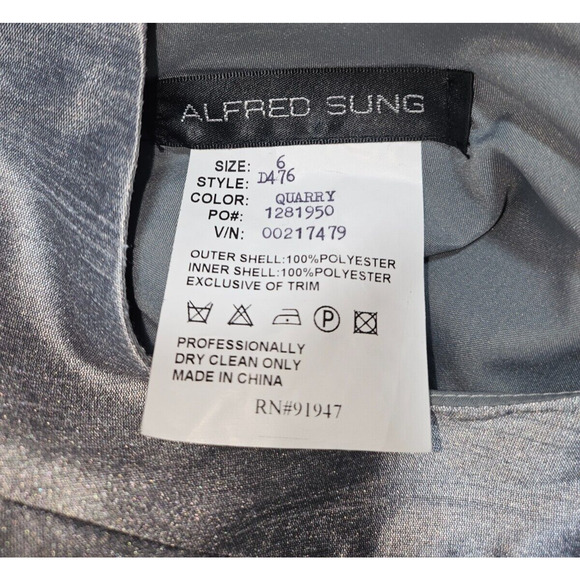 ALFRED SUNG
SIZE: 6
STYLE: D476
COLOR: QUARRY
PO#: 1281950
V/N: 00217479
OUTER SHELL:100%POLYESTER
INNER SHELL:100%POLYESTER
EXCLUSIVE OF TRIM
P
PROFESSIONALLY
DRY CLEAN ONLY
MADE IN CHINA
RN#91947